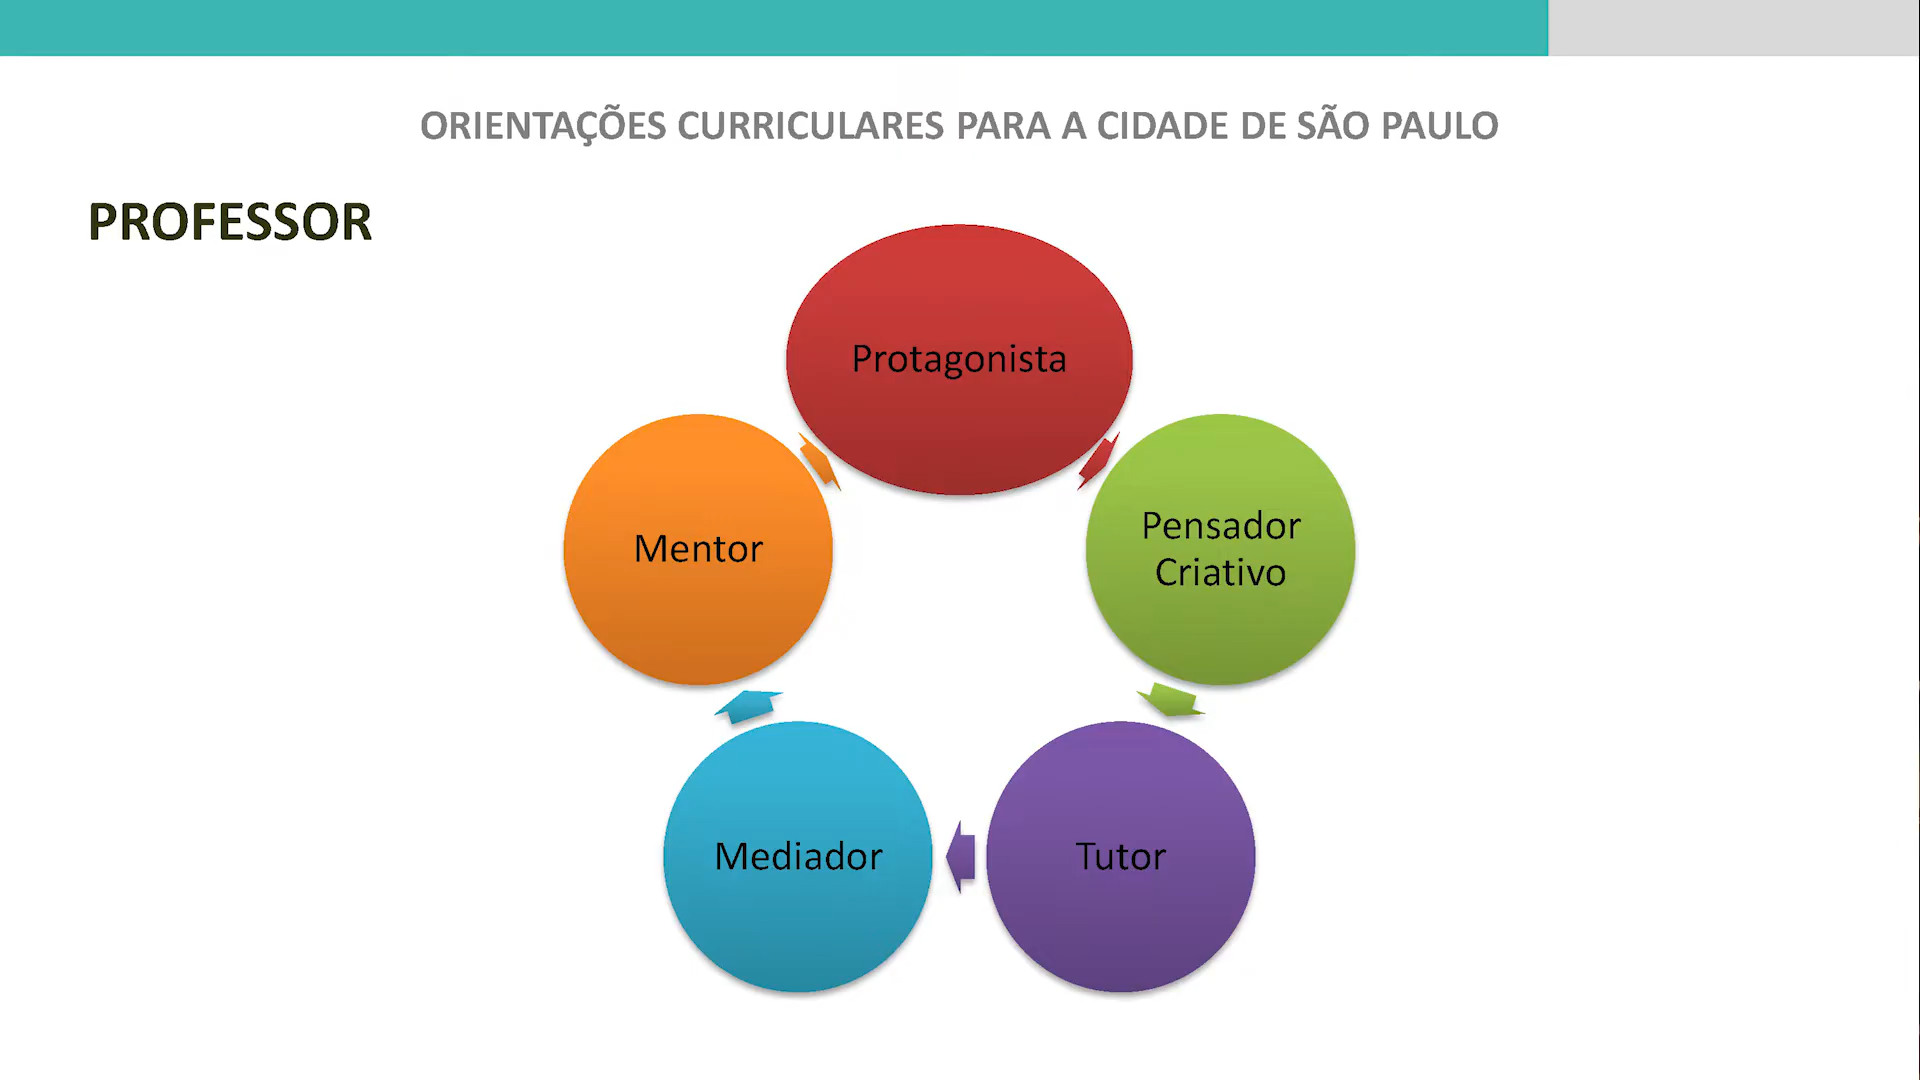 ORIENTAÇÕES CURRICULARES PARA A CIDADE DE SÃO PAULO
PROFESSOR
Protagonista
Pensador
Criativo
Tutor
Mediador
Mentor